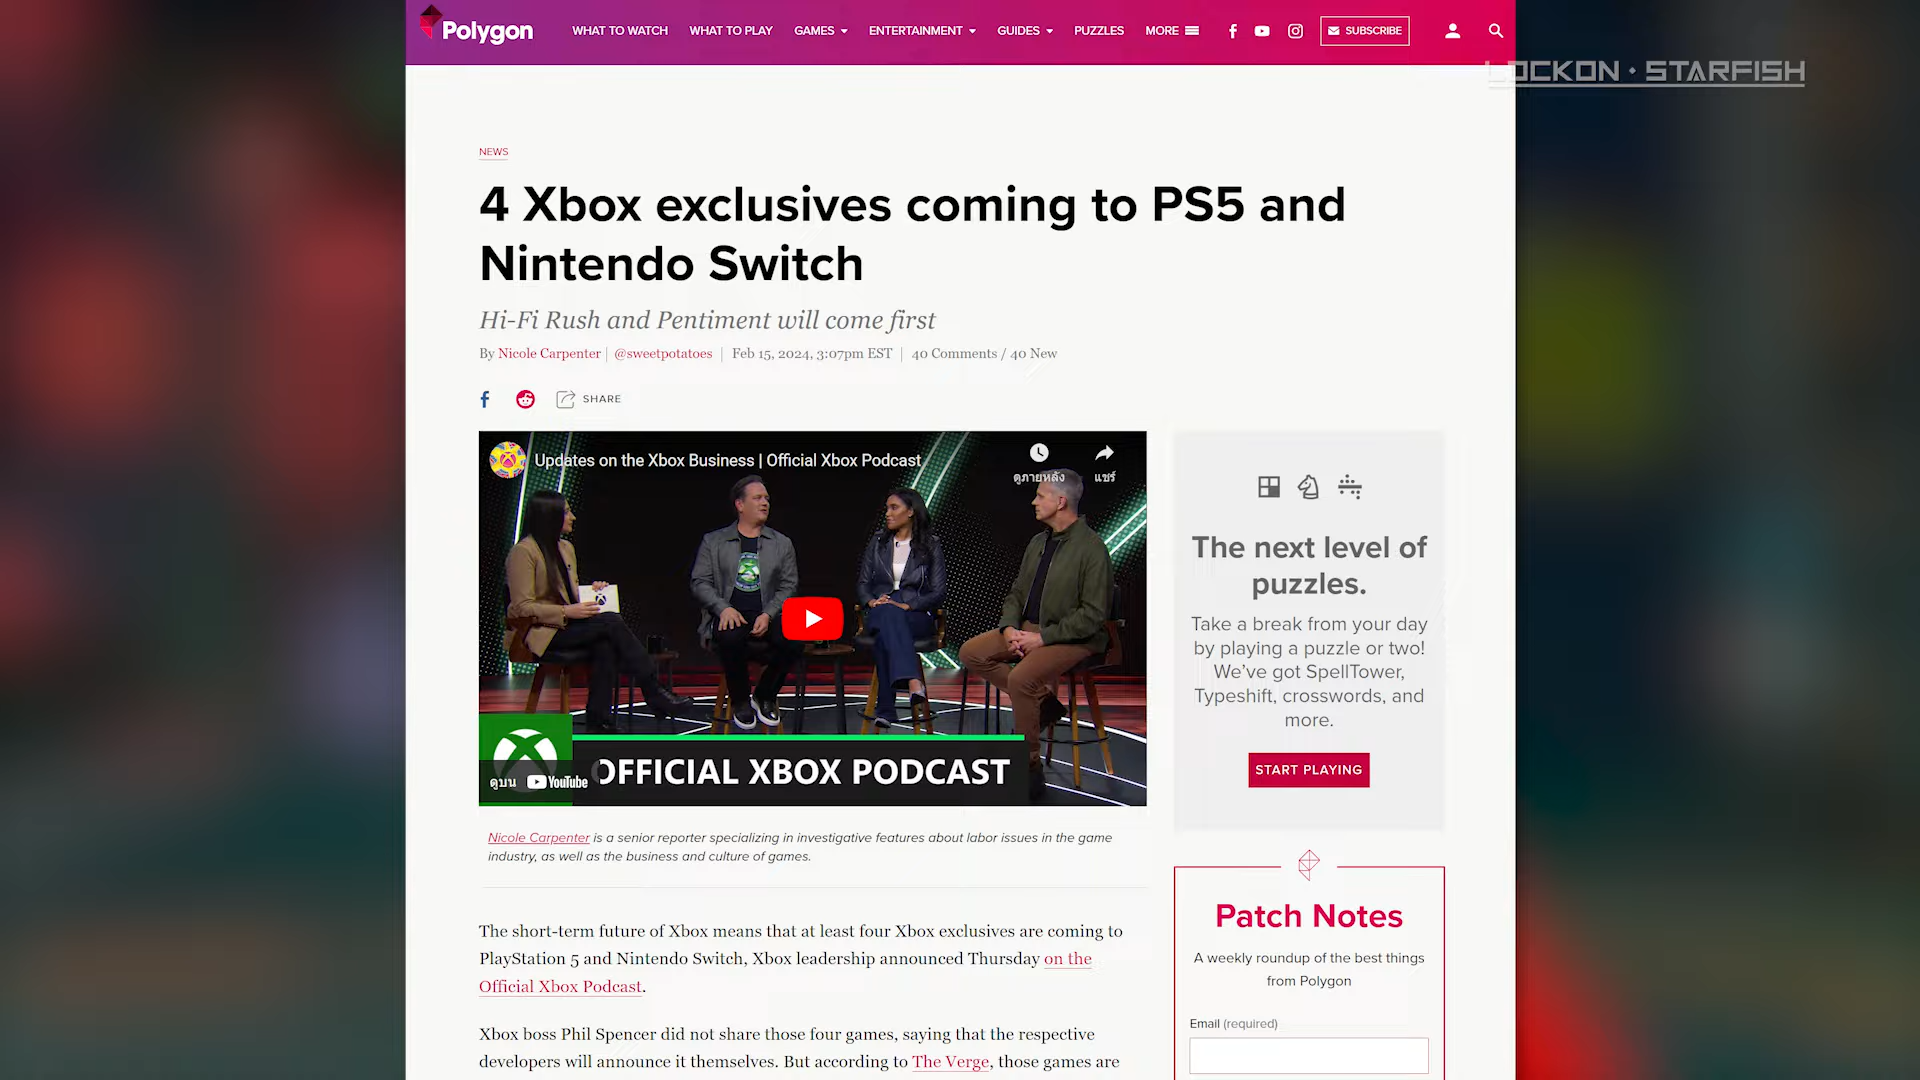 Polygon
WHAT TO WATCH
WHAT TO PLAY
GAMES
ENTERTAINMENT
GUIDES
PUZZLES
MORE
SUBSCRIBE
LOCKON · STARFISH
NEWS
4 Xbox exclusives coming to PS5 and
Nintendo Switch
Hi-Fi Rush and Pentiment will come first
By Nicole Carpenter | @sweetpotatoes | Feb 15, 2024, 3:07pm EST | 40 Comments / 40 New
SHARE
Updates on the Xbox Business | Official Xbox Podcast
ดูภายหลัง
แชร์
OFFICIAL XBOX PODCAST
ดูบน YouTube
Nicole Carpenter is a senior reporter specializing in investigative features about labor issues in the game
industry, as well as the business and culture of games.
The short-term future of Xbox means that at least four Xbox exclusives are coming to
PlayStation 5 and Nintendo Switch, Xbox leadership announced Thursday on the
Official Xbox Podcast.
Xbox boss Phil Spencer did not share those four games, saying that the respective
developers will announce it themselves. But according to The Verge, those games are
The next level of
puzzles.
Take a break from your day
by playing a puzzle or two!
We've got SpellTower,
Typeshift, crosswords, and
more.
START PLAYING
Patch Notes
A weekly roundup of the best things
from Polygon
Email (required)